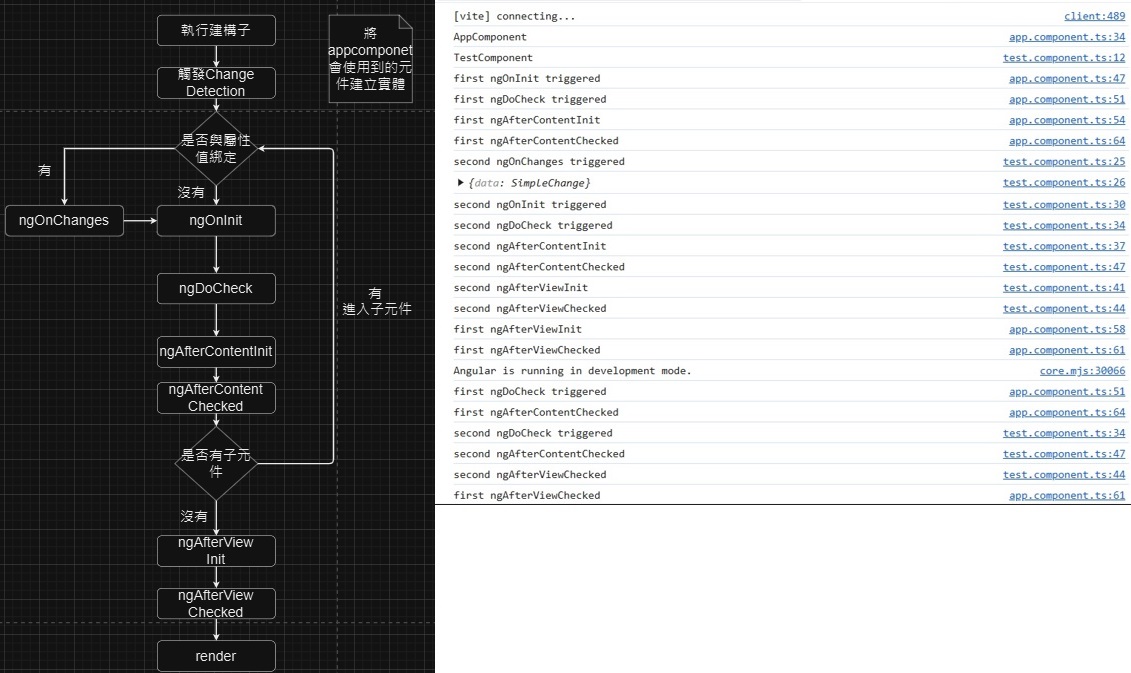 執行建構子
觸發Change
Detection
將
appcomponet
會使用到的元
件建立實體
是否與屬性
值綁定
有
沒有
ngOnChanges
ngOnInit
ngDoCheck
有
進入子元件
ngAfterContentInit
ngAfterContent
Checked
是否有子元
件
沒有
ngAfterView
Init
ngAfterView
Checked
render
[vite] connecting... client:489
AppComponent app.component.ts:34
TestComponent test.component.ts:12
first ngOnInit triggered app.component.ts:47
first ngDoCheck triggered app.component.ts:51
first ngAfterContentInit app.component.ts:54
first ngAfterContentChecked app.component.ts:64
second ngOnChanges triggered test.component.ts:25
▶ {data: SimpleChange} test.component.ts:26
second ngOnInit triggered test.component.ts:30
second ngDoCheck triggered test.component.ts:34
second ngAfterContentInit test.component.ts:37
second ngAfterContentChecked test.component.ts:47
second ngAfterViewInit test.component.ts:41
second ngAfterViewChecked test.component.ts:44
first ngAfterViewInit app.component.ts:58
first ngAfterViewChecked app.component.ts:61
Angular is running in development mode. core.mjs:30066
first ngDoCheck triggered app.component.ts:51
first ngAfterContentChecked app.component.ts:64
second ngDoCheck triggered test.component.ts:34
second ngAfterContentChecked test.component.ts:47
second ngAfterViewChecked test.component.ts:44
first ngAfterViewChecked app.component.ts:61